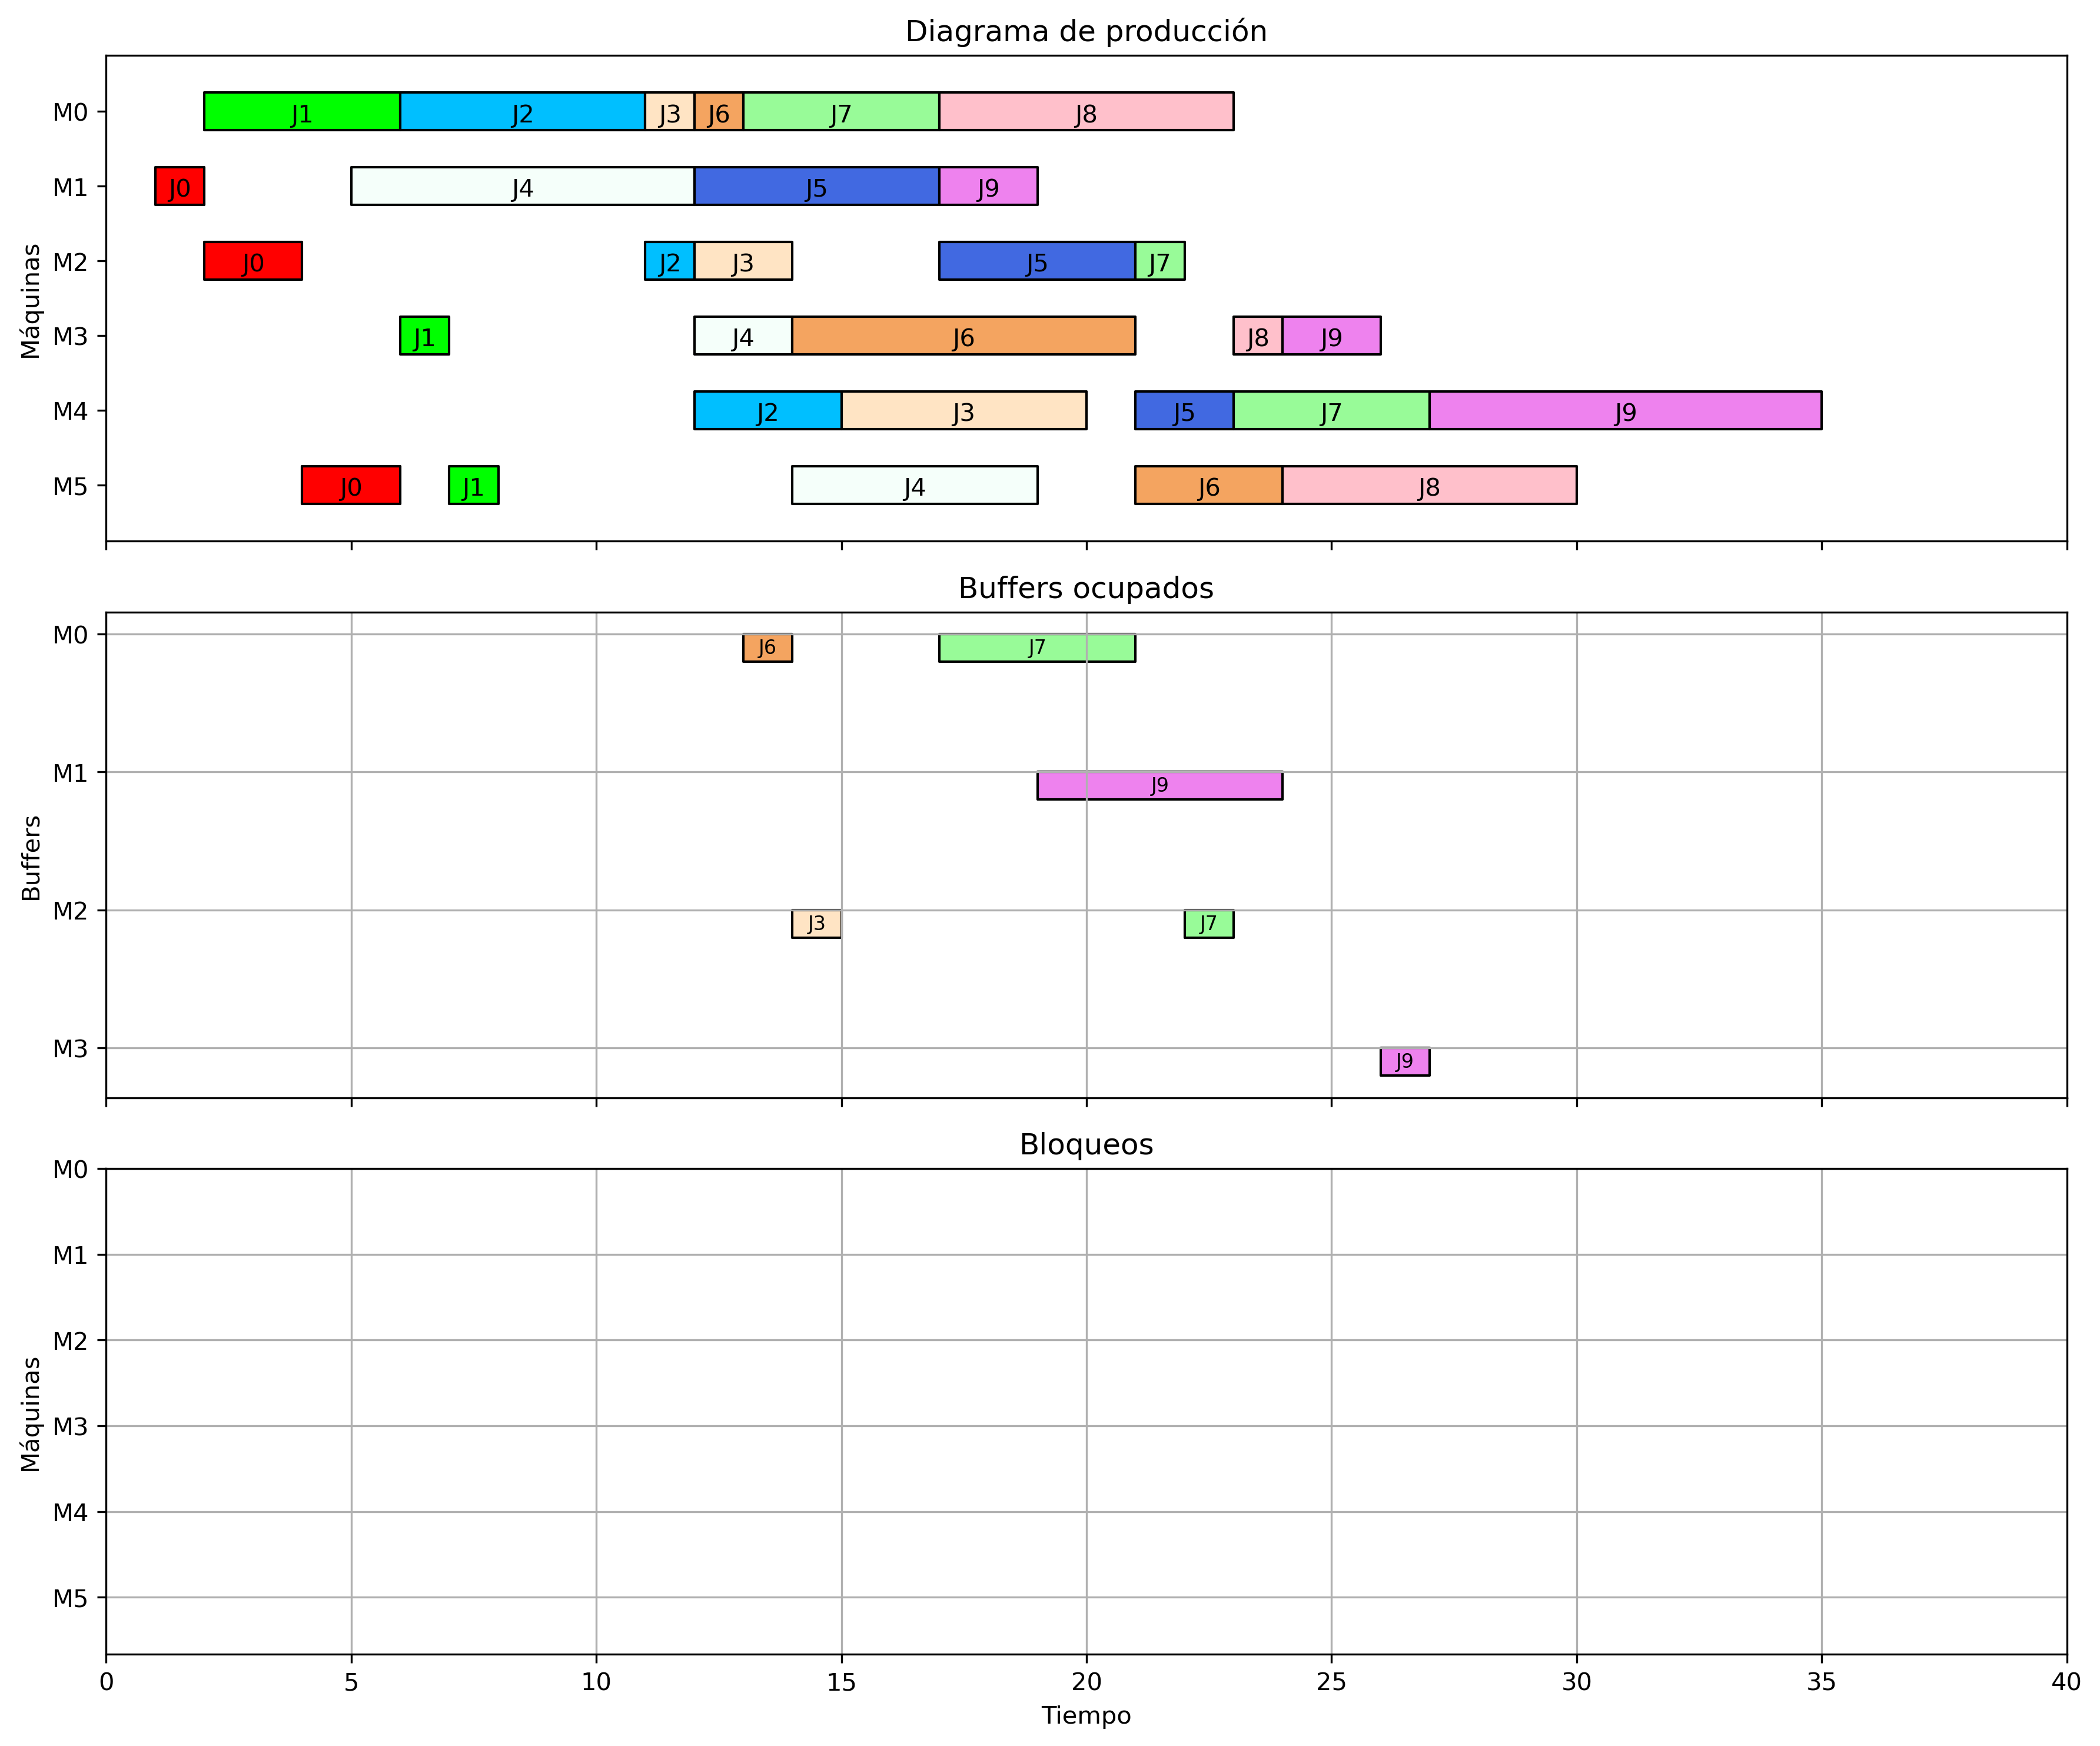 Diagrama de producción
Máquinas
M0 J1 J2 J3 J6 J7 J8
M1 J0 J4 J5 J9
M2 J0 J2 J3 J5 J7
M3 J1 J4 J6 J8 J9
M4 J2 J3 J5 J7 J9
M5 J0 J1 J4 J6 J8
Buffers ocupados
Buffers
M0 J6 J7
M1 J9
M2 J3 J7
M3 J9
Bloqueos
Máquinas
M0
M1
M2
M3
M4
M5
0 5 10 15 20 25 30 35 40
Tiempo